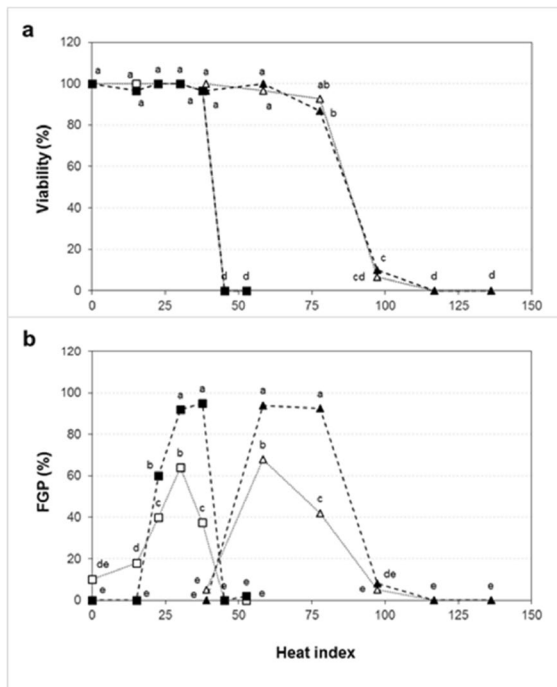 a
120
100
80
60
40
20
0
Viability (%)
a a a a a a ab
a a a a b
c
d d cd d d
0 25 50 75 100 125 150
b
120
100
80
60
40
20
0
FGP (%)
a a a a
b b b
d c c c
de
e e e e e e e de e e
0 25 50 75 100 125 150
Heat index